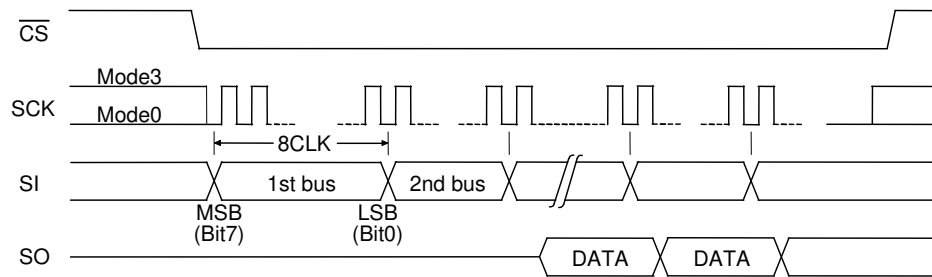 CS
Mode3
SCK
Mode0
8CLK
SI
1st bus
2nd bus
MSB
(Bit7)
LSB
(Bit0)
SO
DATA
DATA